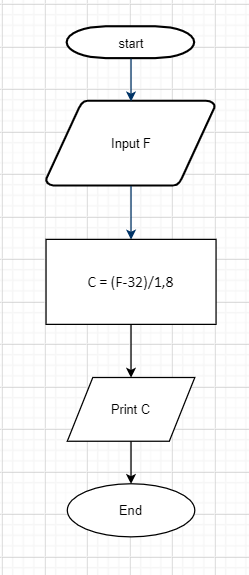 start
Input F
C = (F-32)/1,8
Print C
End